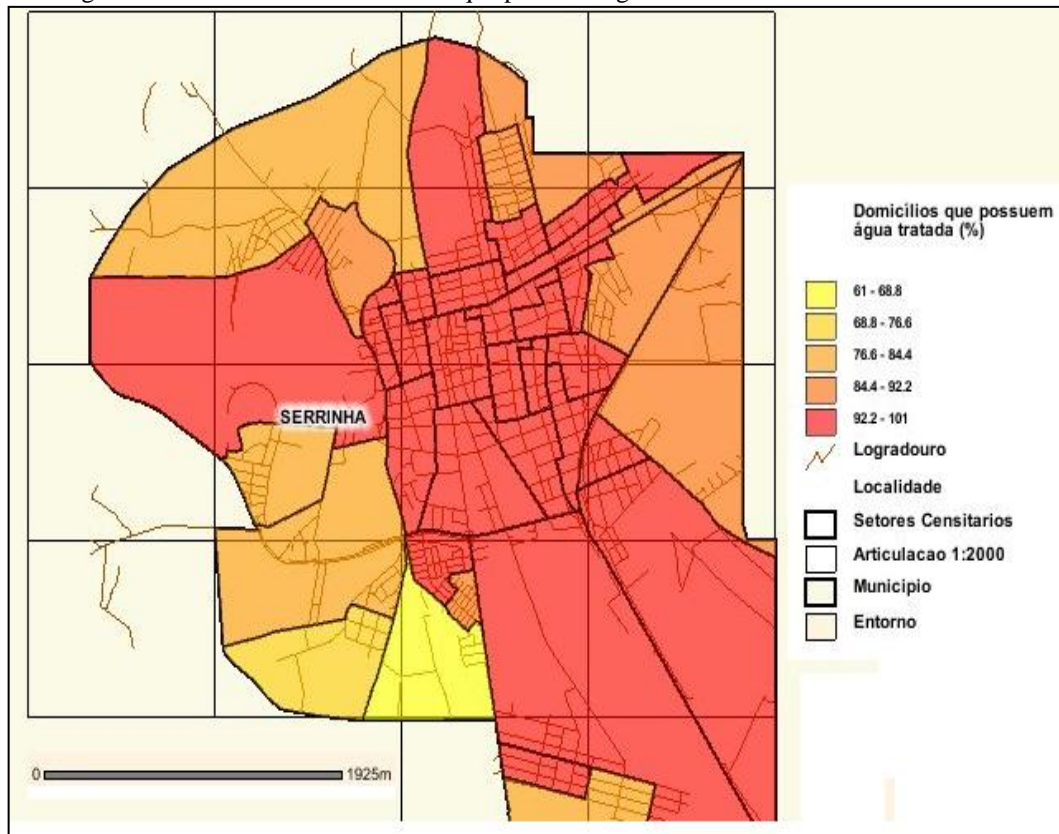 SERRINHA
0
1925m
Domicílios que possuem
água tratada (%)
61 - 68.8
68.8 - 76.6
76.6 - 84.4
84.4 - 92.2
92.2 - 101
Logradouro
Localidade
Setores Censitarios
Articulacao 1:2000
Municipio
Entorno